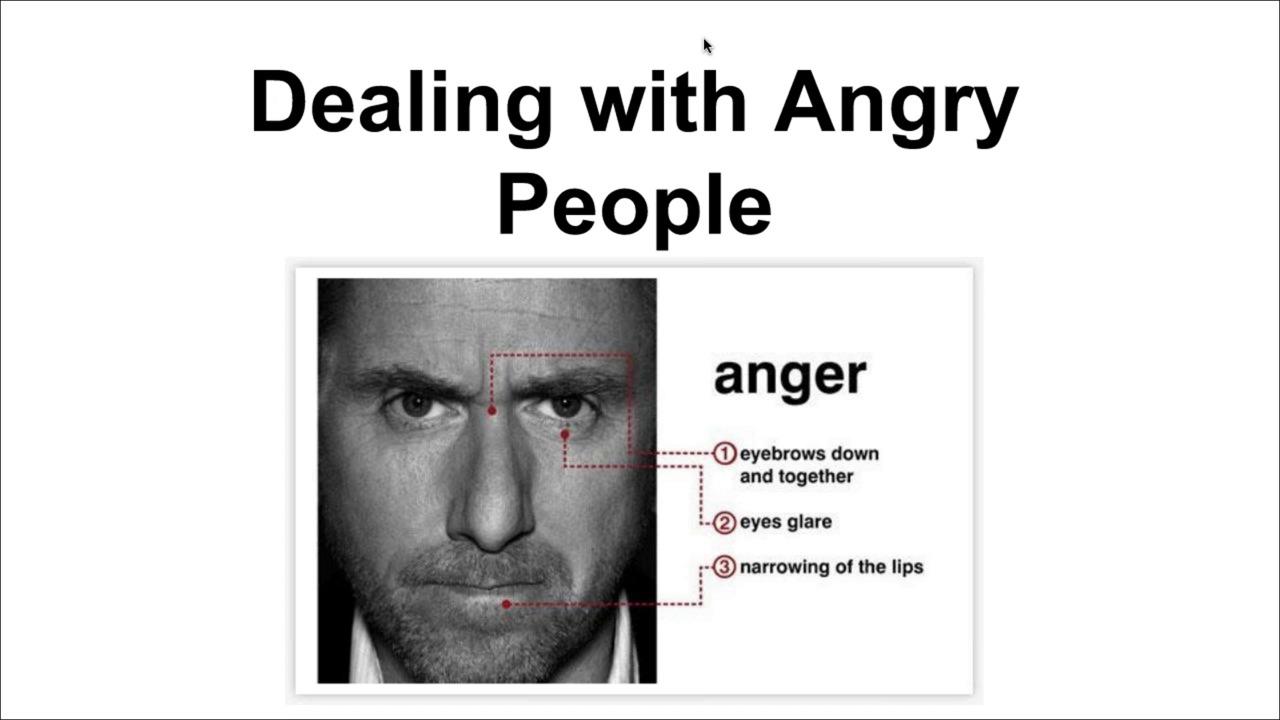 Dealing with Angry
People
anger
1 eyebrows down
and together
2 eyes glare
3 narrowing of the lips